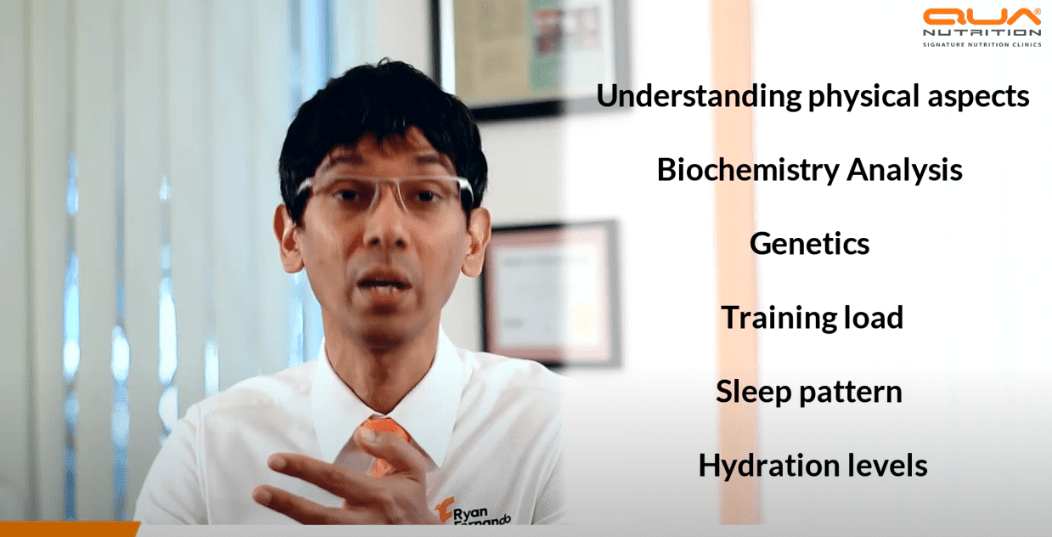 QUA®
NUTRITION
SIGNATURE NUTRITION CLINICS
Understanding physical aspects
Biochemistry Analysis
Genetics
Training load
Sleep pattern
Hydration levels
Ryan
Fernando